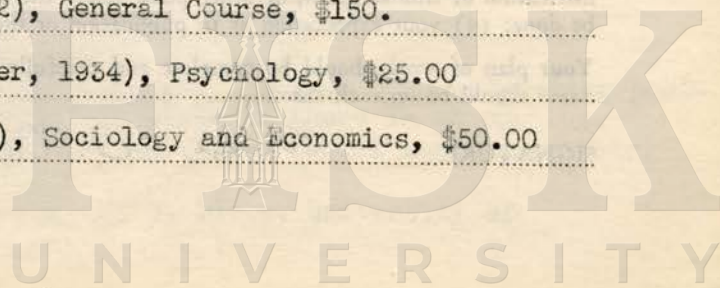 2), General Course, $150.
er, 1934), Psychology, $25.00
), Sociology and Economics, $50.00
FISK
UNIVERSITY